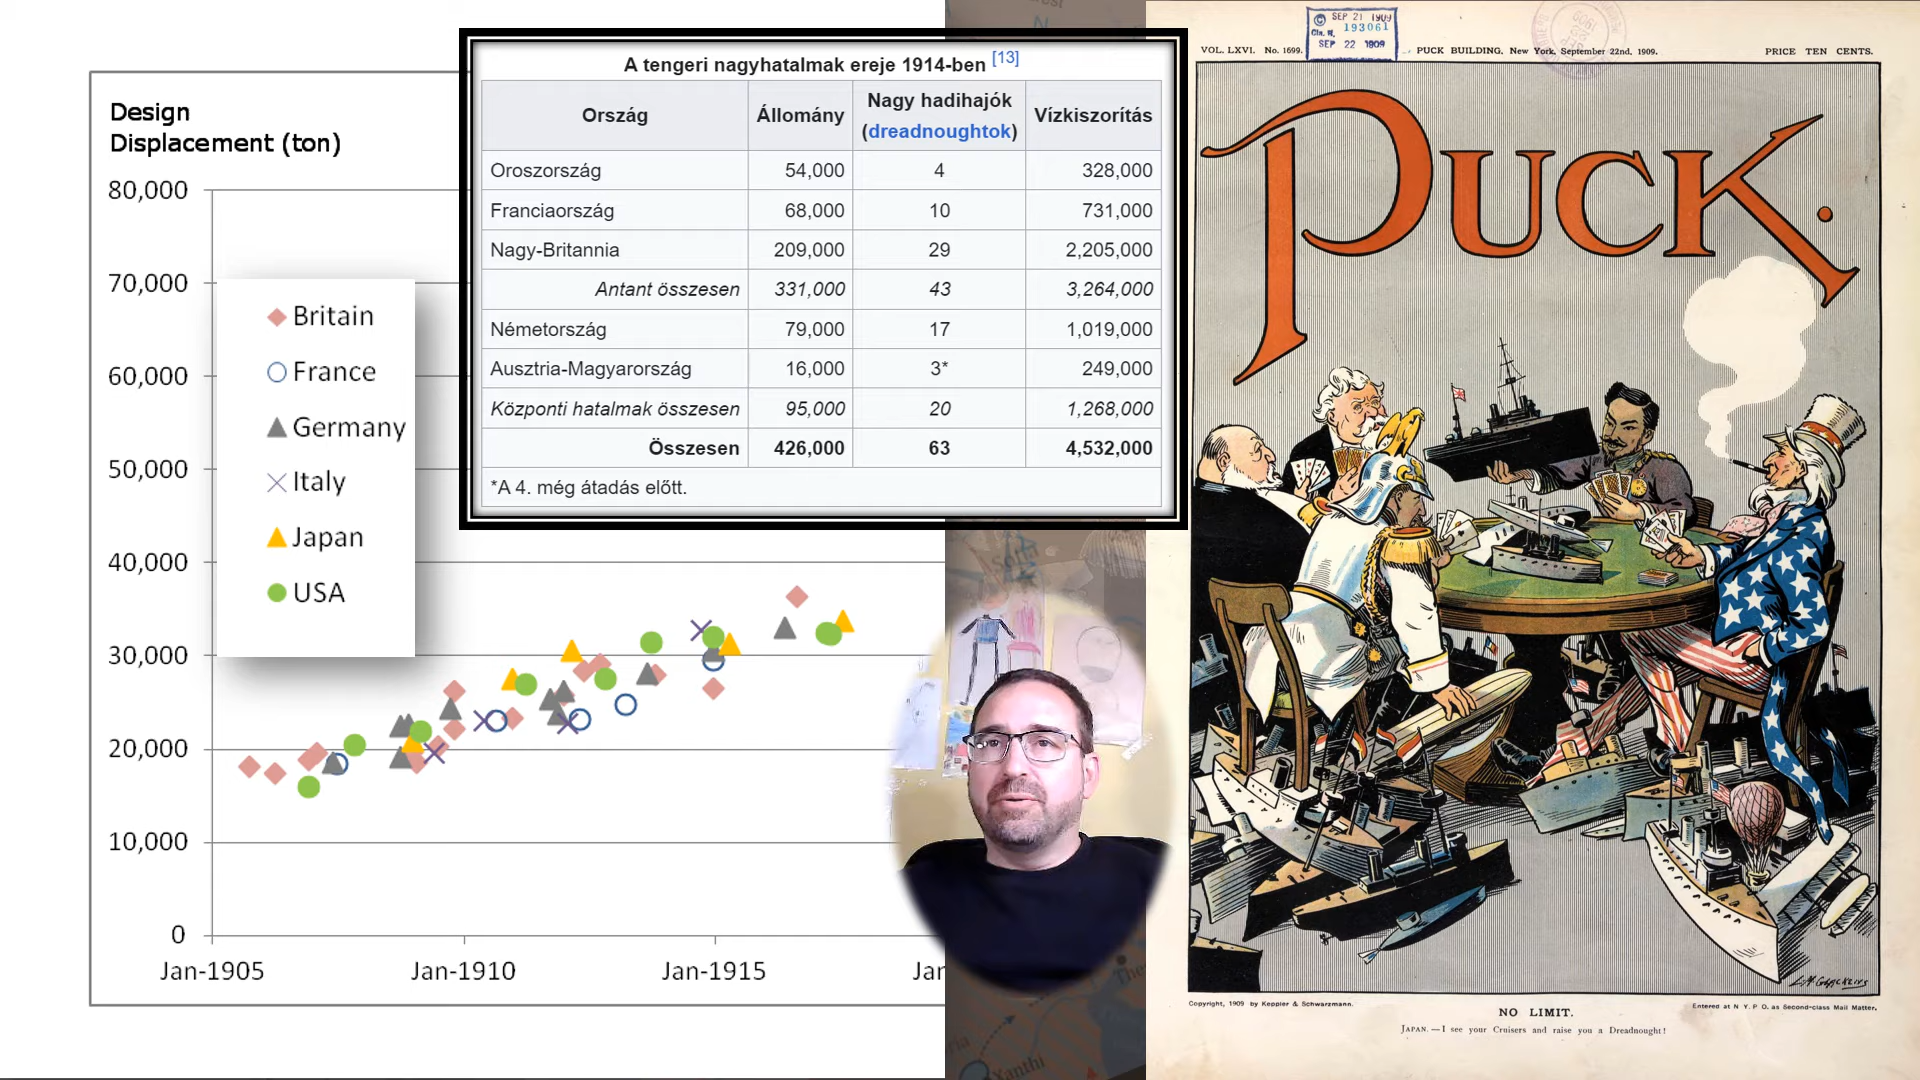 Design
Displacement (ton)
80,000
70,000
60,000
50,000
40,000
30,000
20,000
10,000
0
Jan-1905 Jan-1910 Jan-1915 Jan
Britain
France
Germany
Italy
Japan
USA
A tengeri nagyhatalmak ereje 1914-ben [13]
Ország Állomány Nagy hadihajók (dreadnoughtok) Vízkiszorítás
Oroszország 54,000 4 328,000
Franciaország 68,000 10 731,000
Nagy-Britannia 209,000 29 2,205,000
Antant összesen 331,000 43 3,264,000
Németország 79,000 17 1,019,000
Ausztria-Magyarország 16,000 3* 249,000
Központi hatalmak összesen 95,000 20 1,268,000
Összesen 426,000 63 4,532,000
*A 4. még átadás előtt.
© SEP 21 1909
Cln. R. 193061
SEP 22 1909
VOL. LXVI. No. 1699. PUCK BUILDING, New York, September 22nd, 1909. PRICE TEN CENTS.
PUCK.
Copyright, 1909 by Keppler & Schwarzmann. Entered at N. Y. P. O. as Second-class Mail Matter.
NO LIMIT.
JAPAN.—I see your Cruisers and raise you a Dreadnought!
Xanthi